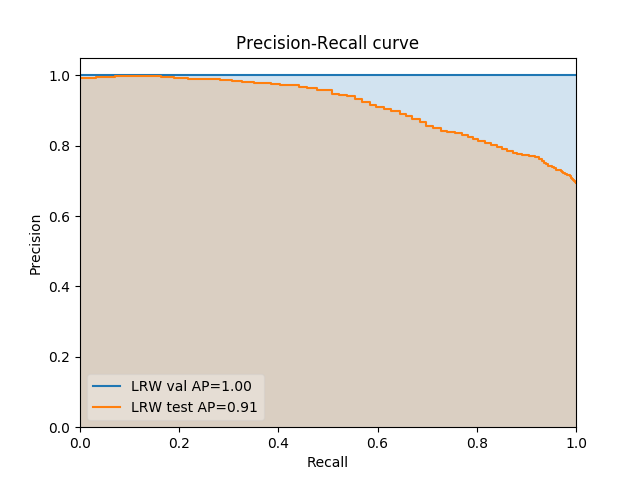 Precision-Recall curve
1.0
0.8
0.6
0.4
0.2
0.0
Precision
LRW val AP=1.00
LRW test AP=0.91
0.0 0.2 0.4 0.6 0.8 1.0
Recall